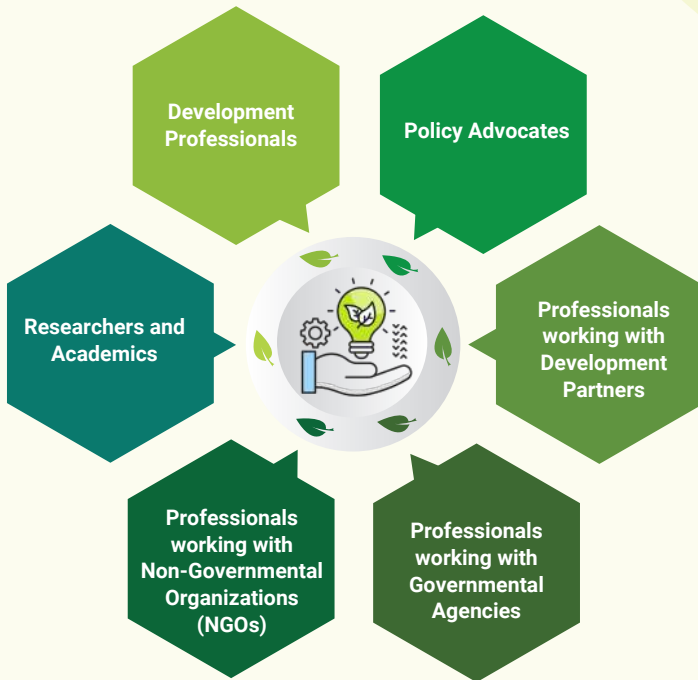 Development
Professionals
Policy Advocates
Researchers and
Academics
Professionals
working with
Development
Partners
Professionals
working with
Non-Governmental
Organizations
(NGOs)
Professionals
working with
Governmental
Agencies